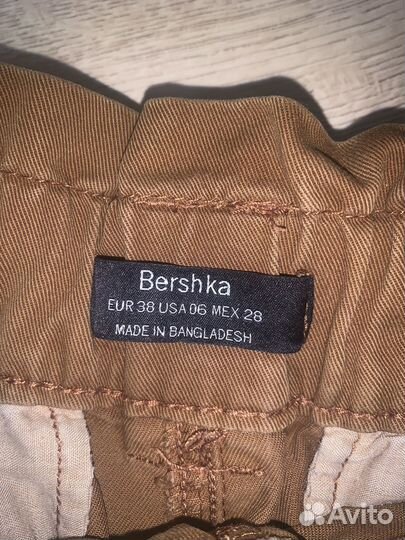 Bershka
EUR 38 USA 06 MEX 28
MADE IN BANGLADESH
Avito